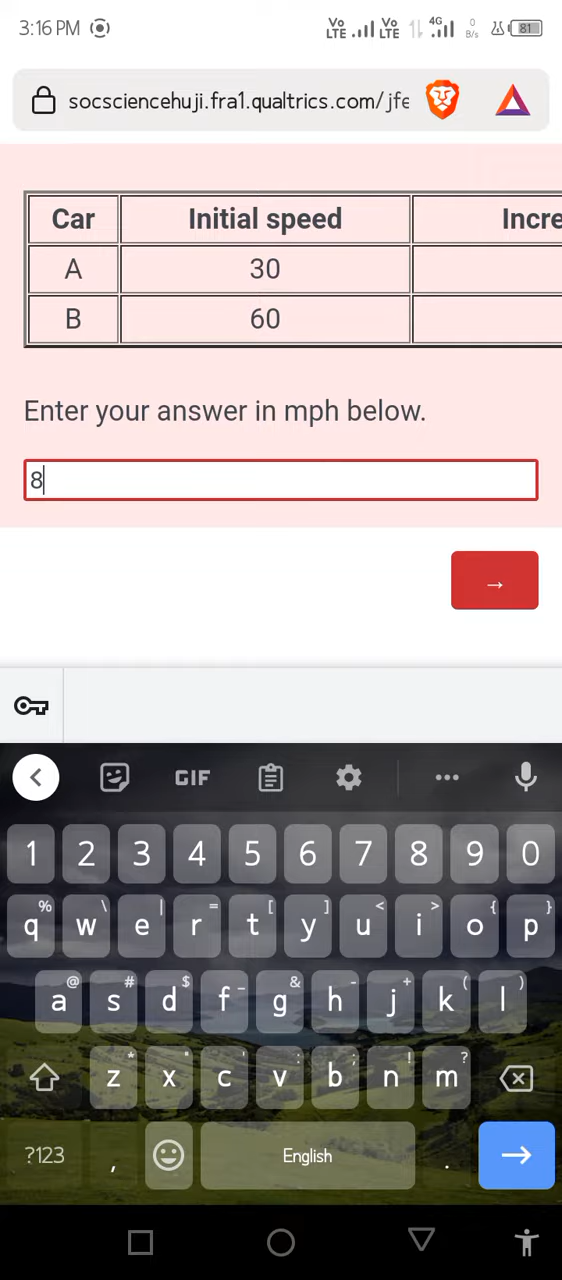 3:16 PM
Vo LTE Vo LTE 4G 0 B/s 81
socsciencehuji.fra1.qualtrics.com/jfe
Car Initial speed Incre
A 30
B 60
Enter your answer in mph below.
8
→
GIF
1 2 3 4 5 6 7 8 9 0
% \ | = [ ] < > { }
q w e r t y u i o p
@ # $ _ & - + ( )
a s d f g h j k l
* " ' : ; ! ?
z x c v b n m
?123 , English .